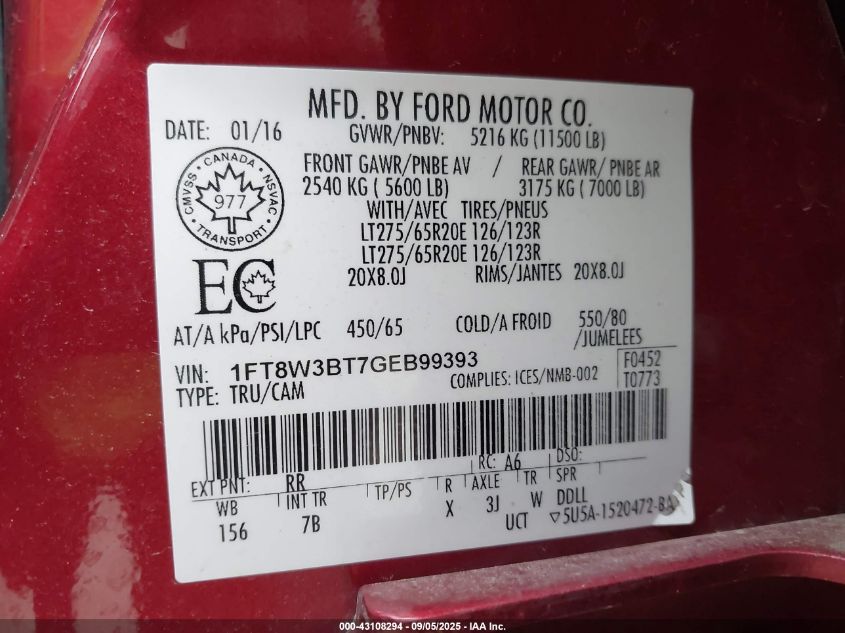 MFD. BY FORD MOTOR CO.
DATE: 01/16 GVWR/PNBV: 5216 KG (11500 LB)
FRONT GAWR/PNBE AV / REAR GAWR/ PNBE AR
2540 KG ( 5600 LB) 3175 KG ( 7000 LB)
WITH/AVEC TIRES/PNEUS
LT275/65R20E 126/123R
LT275/65R20E 126/123R
20X8.0J RIMS/JANTES 20X8.0J
CANADA
CMVSS 977 NSVAC
TRANSPORT
EC
AT/A kPa/PSI/LPC 450/65 COLD/A FROID 550/80
/JUMELEES
VIN: 1FT8W3BT7GEB99393
TYPE: TRU/CAM COMPLIES: ICES/NMB-002
F0452
T0773
EXT PNT: RR RC: A6 DSO:
WB INT TR TP/PS R AXLE TR SPR
156 7B X 3J W DDLL
UCT ▽5U5A-1520472-BA
000-43108294 - 09/05/2025 - IAA Inc.